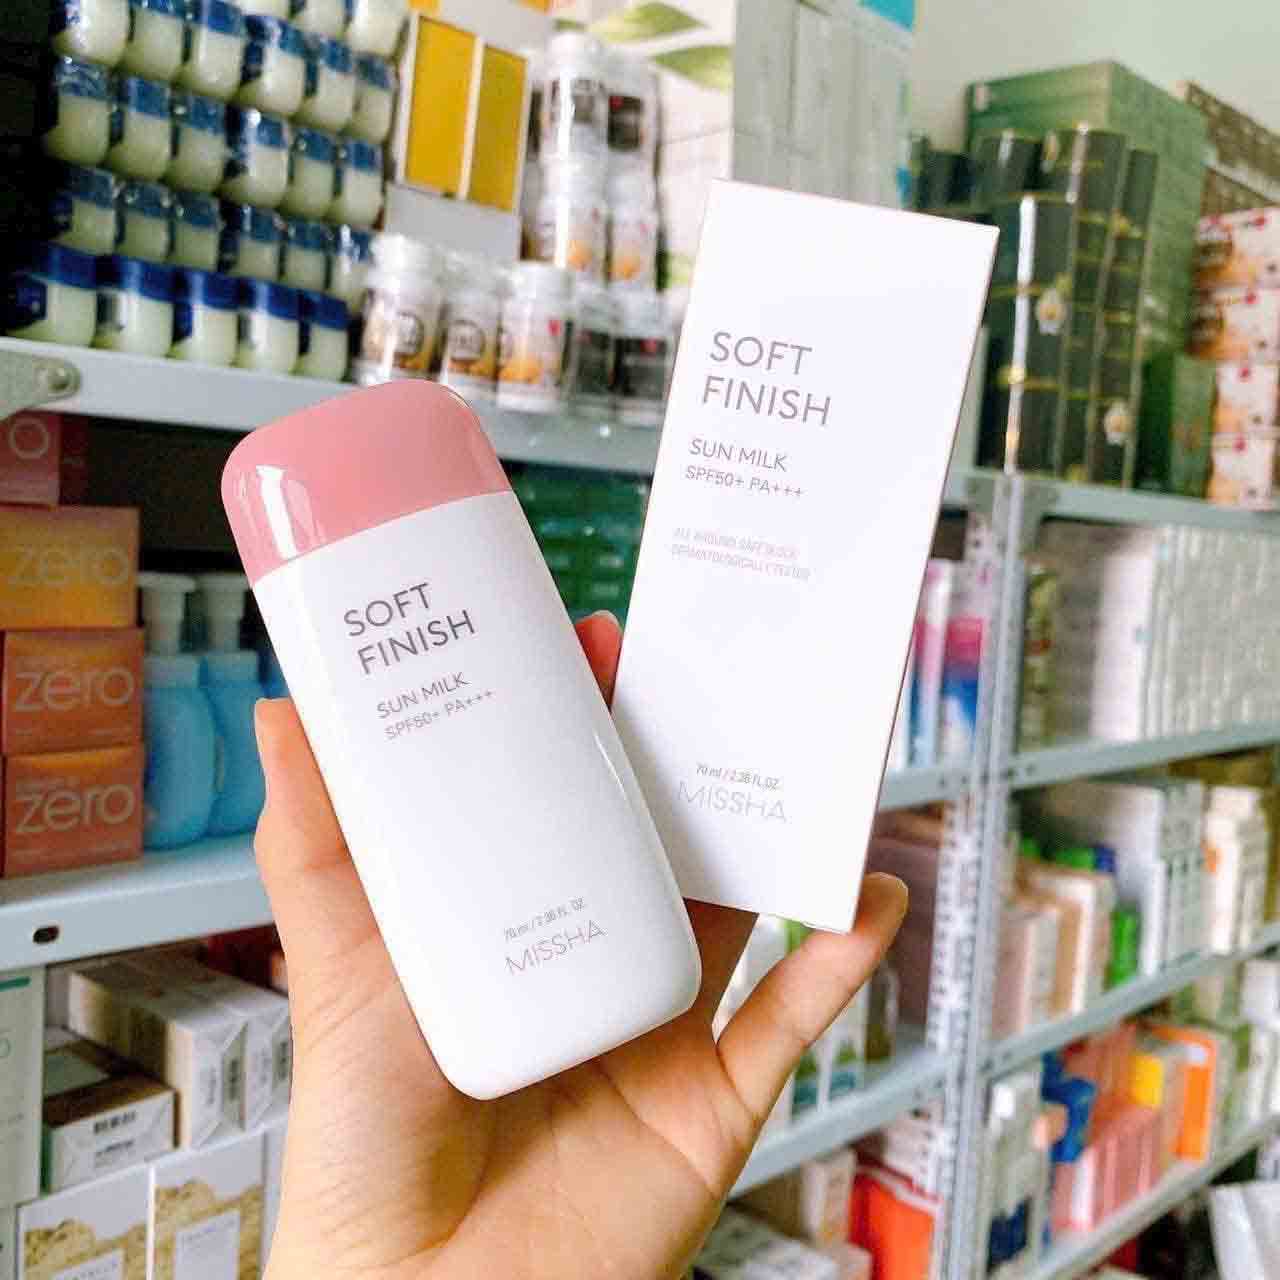 SOFT
FINISH
SUN MILK
SPF50+ PA+++
70 ml / 2.36 FL. OZ
MISSHA
SOFT
FINISH
SUN MILK
SPF50+ PA+++
ALL AROUND SAFE BLOCK
DERMATOLOGICALLY TESTED
70 ml / 2.36 FL. OZ
MISSHA
zero
zero
zero